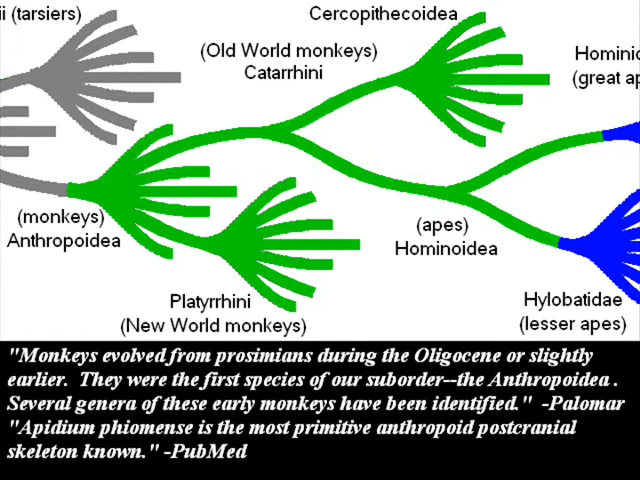 ii (tarsiers)
Cercopithecoidea
(Old World monkeys)
Catarrhini
Hominic
(great ap
(monkeys)
Anthropoidea
(apes)
Hominoidea
Platyrrhini
(New World monkeys)
Hylobatidae
(lesser apes)
"Monkeys evolved from prosimians during the Oligocene or slightly
earlier. They were the first species of our suborder--the Anthropoidea .
Several genera of these early monkeys have been identified." -Palomar
"Apidium phiomense is the most primitive anthropoid postcranial
skeleton known." -PubMed